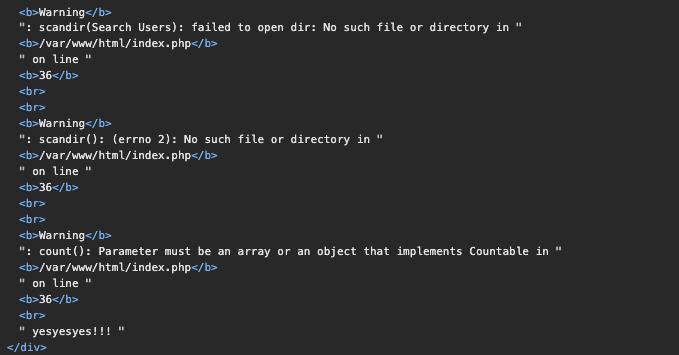 <b>Warning</b>
": scandir(Search Users): failed to open dir: No such file or directory in "
<b>/var/www/html/index.php</b>
" on line "
<b>36</b>
<br>
<br>
<b>Warning</b>
": scandir(): (errno 2): No such file or directory in "
<b>/var/www/html/index.php</b>
" on line "
<b>36</b>
<br>
<br>
<b>Warning</b>
": count(): Parameter must be an array or an object that implements Countable in "
<b>/var/www/html/index.php</b>
" on line "
<b>36</b>
<br>
" yesyesyes!!! "
</div>